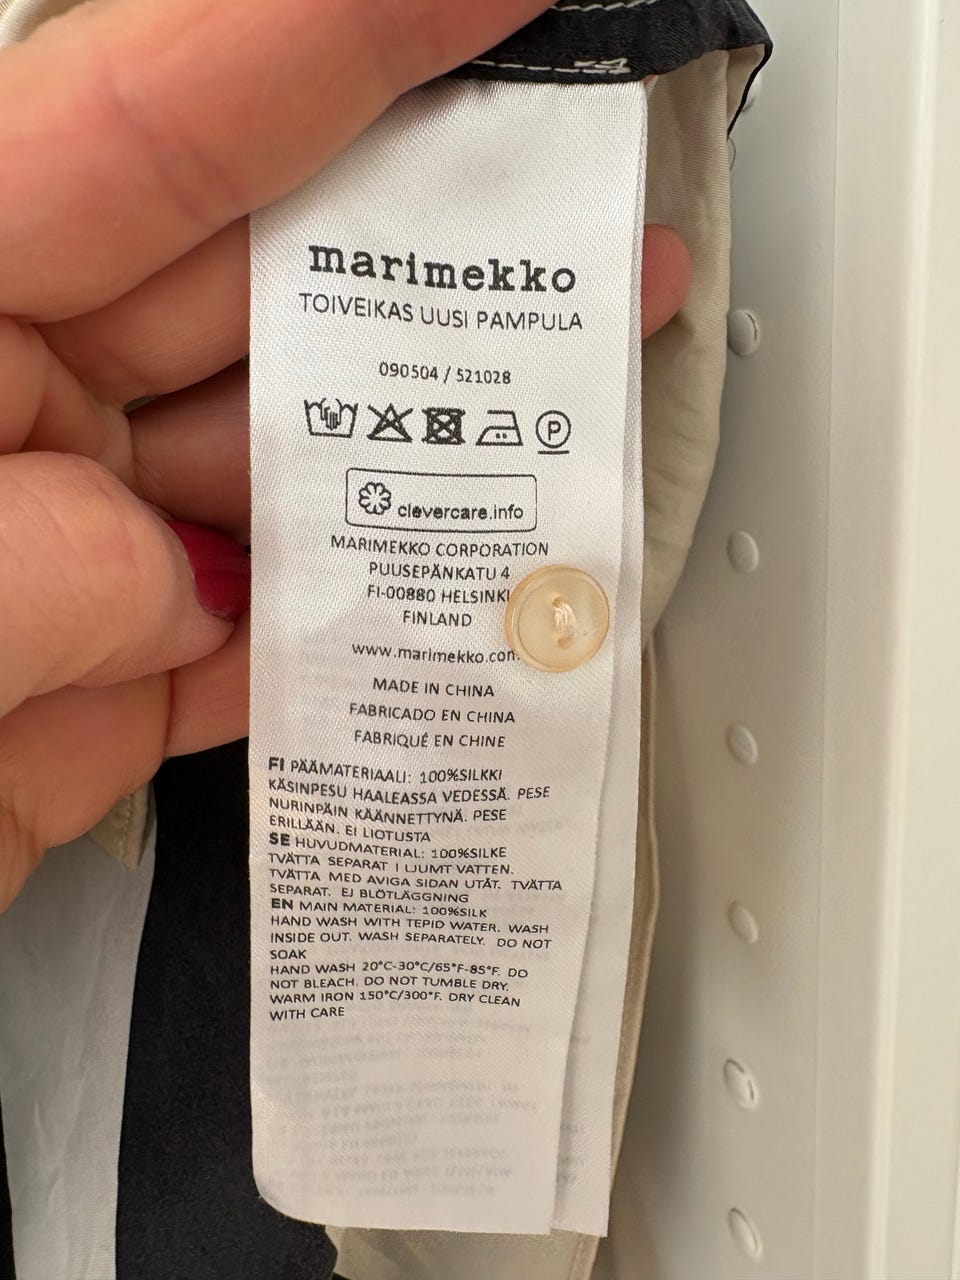 marimekko
TOIVEIKAS UUSI PAMPULA
090504 / 521028
P
clevercare.info
MARIMEKKO CORPORATION
PUUSEPÄNKATU 4
FI-00880 HELSINKI
FINLAND
www.marimekko.com
MADE IN CHINA
FABRICADO EN CHINA
FABRIQUÉ EN CHINE
FI PÄÄMATERIAALI: 100%SILKKI
KÄSINPESU HAALEASSA VEDESSÄ. PESE
NURINPÄIN KÄÄNNETTYNÄ. PESE
ERILLÄÄN. EI LIOTUSTA
SE HUVUDMATERIAL: 100%SILKE
TVÄTTA SEPARAT I LJUMT VATTEN.
TVÄTTA MED AVIGA SIDAN UTÅT. TVÄTTA
SEPARAT. EJ BLÖTLÄGGNING
EN MAIN MATERIAL: 100%SILK
HAND WASH WITH TEPID WATER. WASH
INSIDE OUT. WASH SEPARATELY. DO NOT
SOAK
HAND WASH 20°C-30°C/65°F-85°F. DO
NOT BLEACH. DO NOT TUMBLE DRY.
WARM IRON 150°C/300°F. DRY CLEAN
WITH CARE